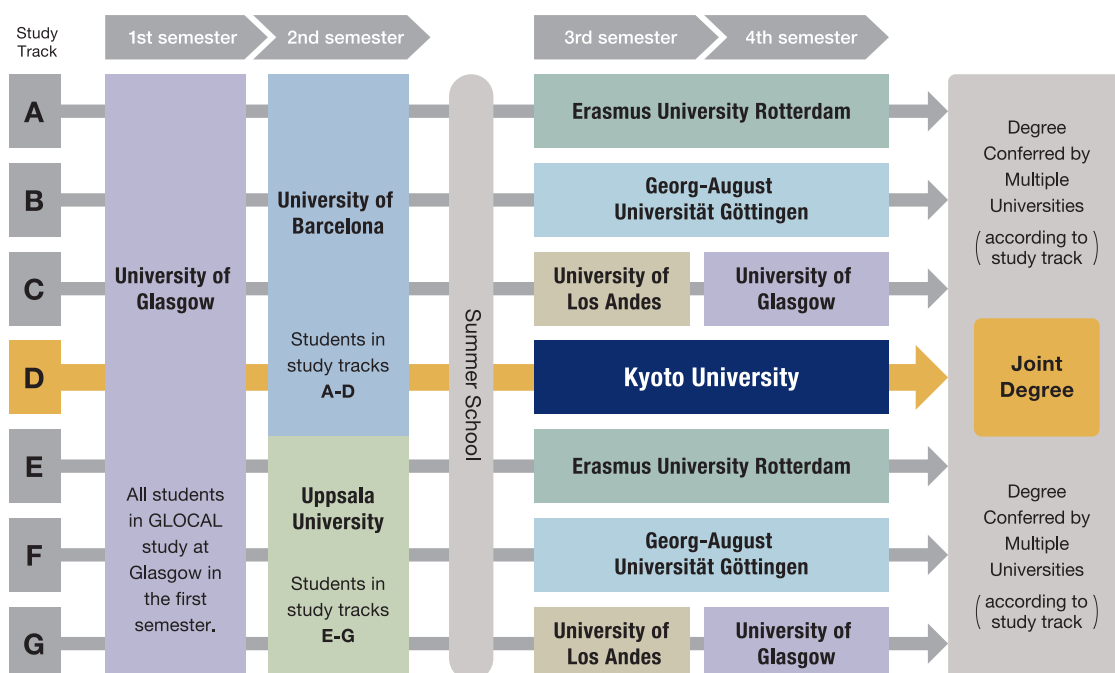 Study
Track
1st semester
2nd semester
3rd semester
4th semester
A
B
C
D
E
F
G
University of
Glasgow
All students
in GLOCAL
study at
Glasgow in
the first
semester.
University of
Barcelona
Students in
study tracks
A-D
Uppsala
University
Students in
study tracks
E-G
Summer School
Erasmus University Rotterdam
Georg-August
Universität Göttingen
University of
Los Andes
University of
Glasgow
Kyoto University
Erasmus University Rotterdam
Georg-August
Universität Göttingen
University of
Los Andes
University of
Glasgow
Degree
Conferred by
Multiple
Universities
(according to
study track)
Joint
Degree
Degree
Conferred by
Multiple
Universities
(according to
study track)